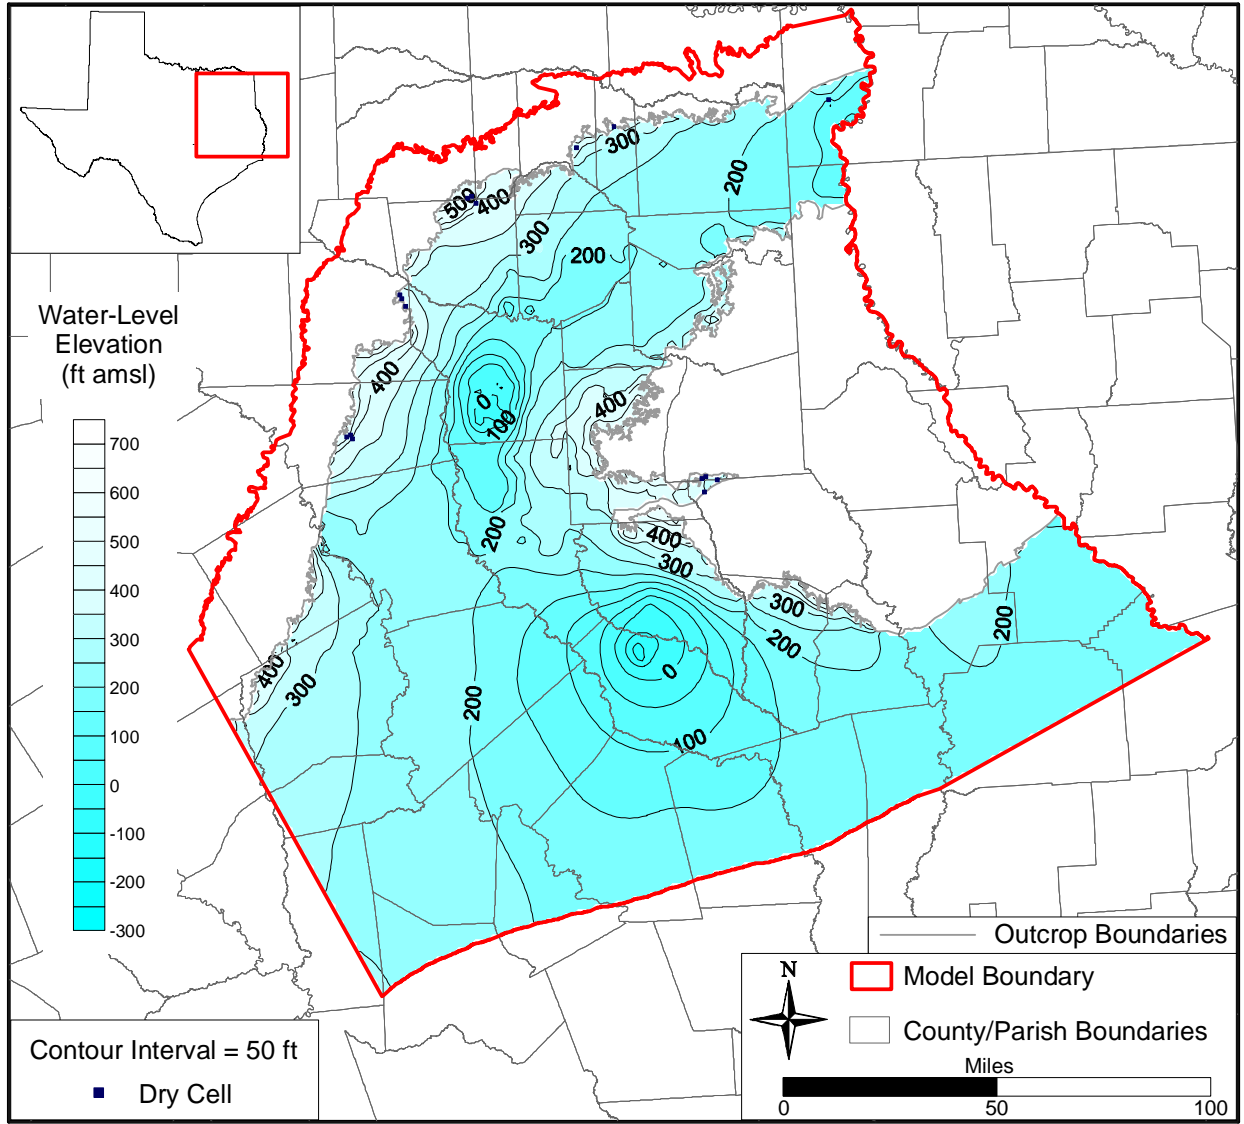 Water-Level
Elevation
(ft amsl)
700
600
500
400
300
200
100
0
-100
-200
-300
300
200
500
400
300
200
400
0
100
400
200
400
300
300
200
200
400
300
200
0
100
Outcrop Boundaries
N
Model Boundary
County/Parish Boundaries
Miles
0 50 100
Contour Interval = 50 ft
Dry Cell